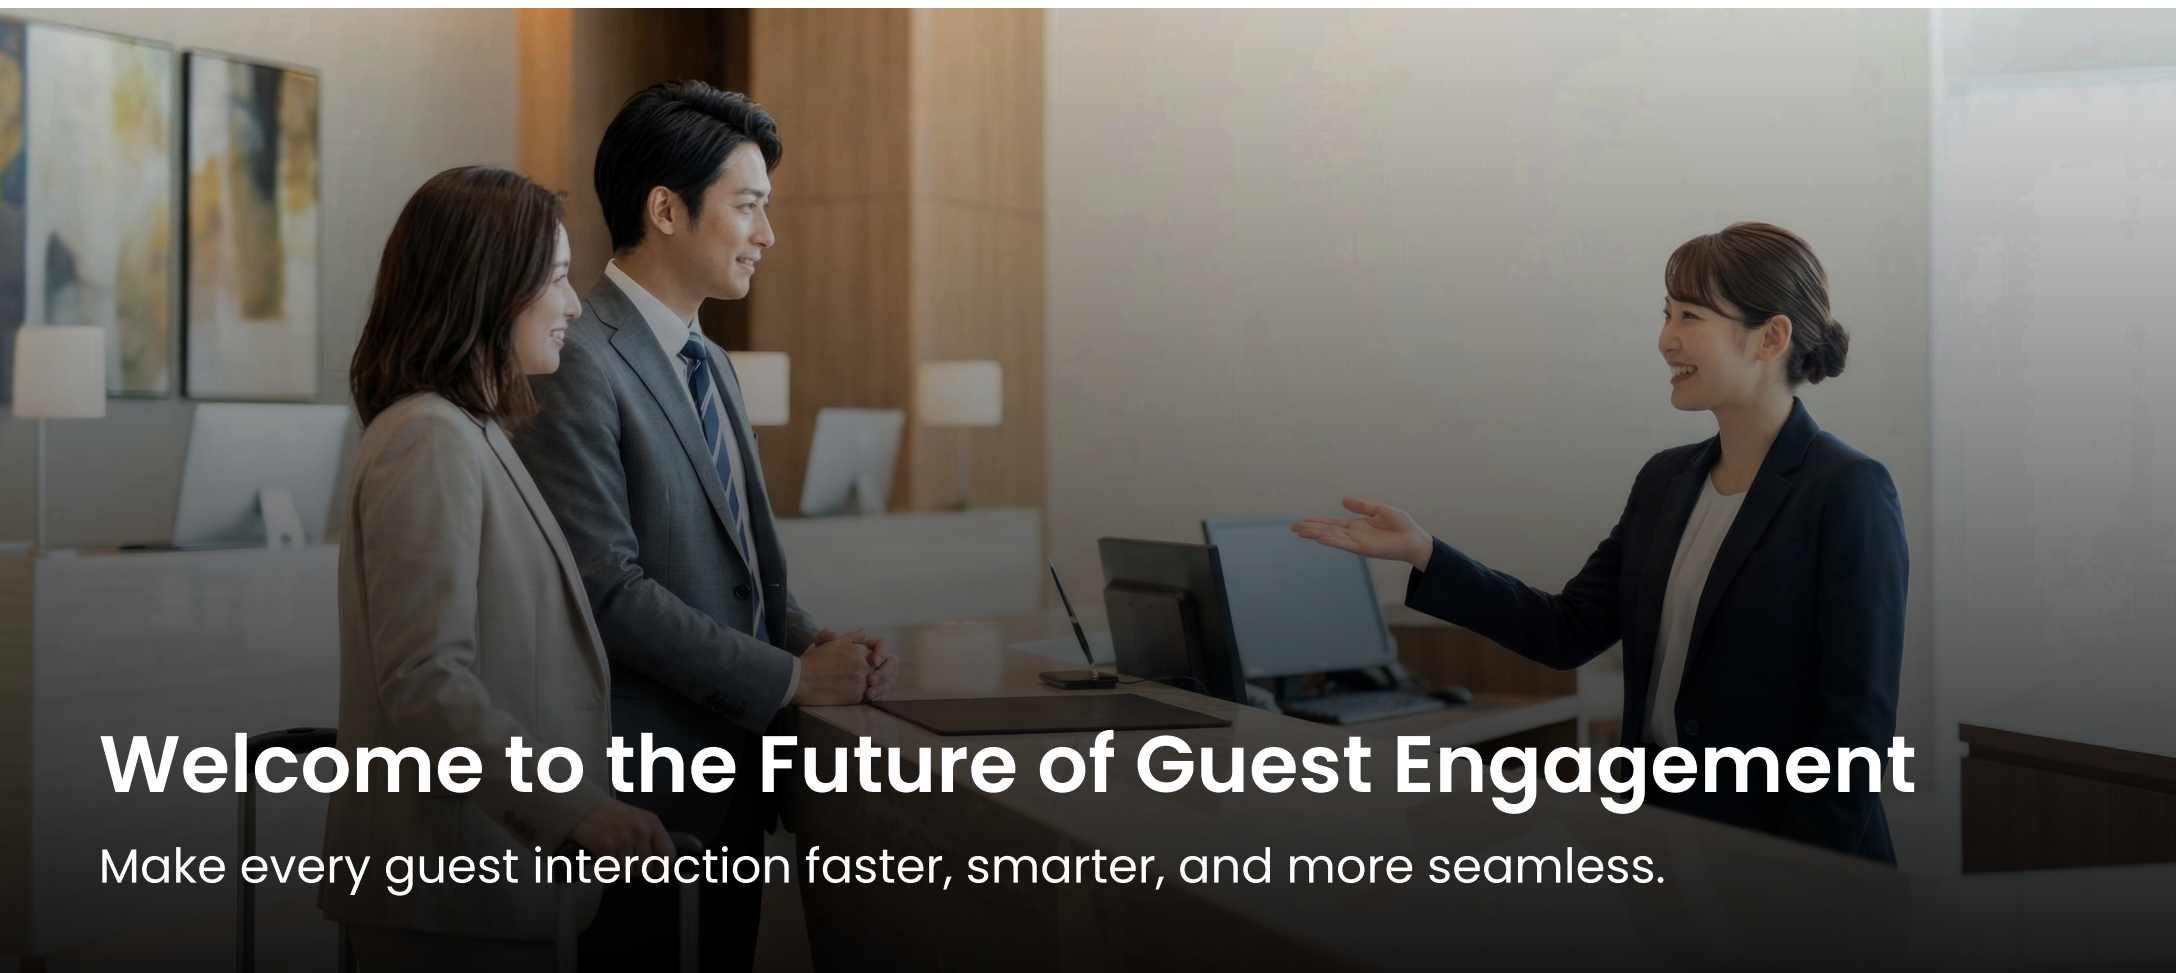 Welcome to the Future of Guest Engagement
Make every guest interaction faster, smarter, and more seamless.